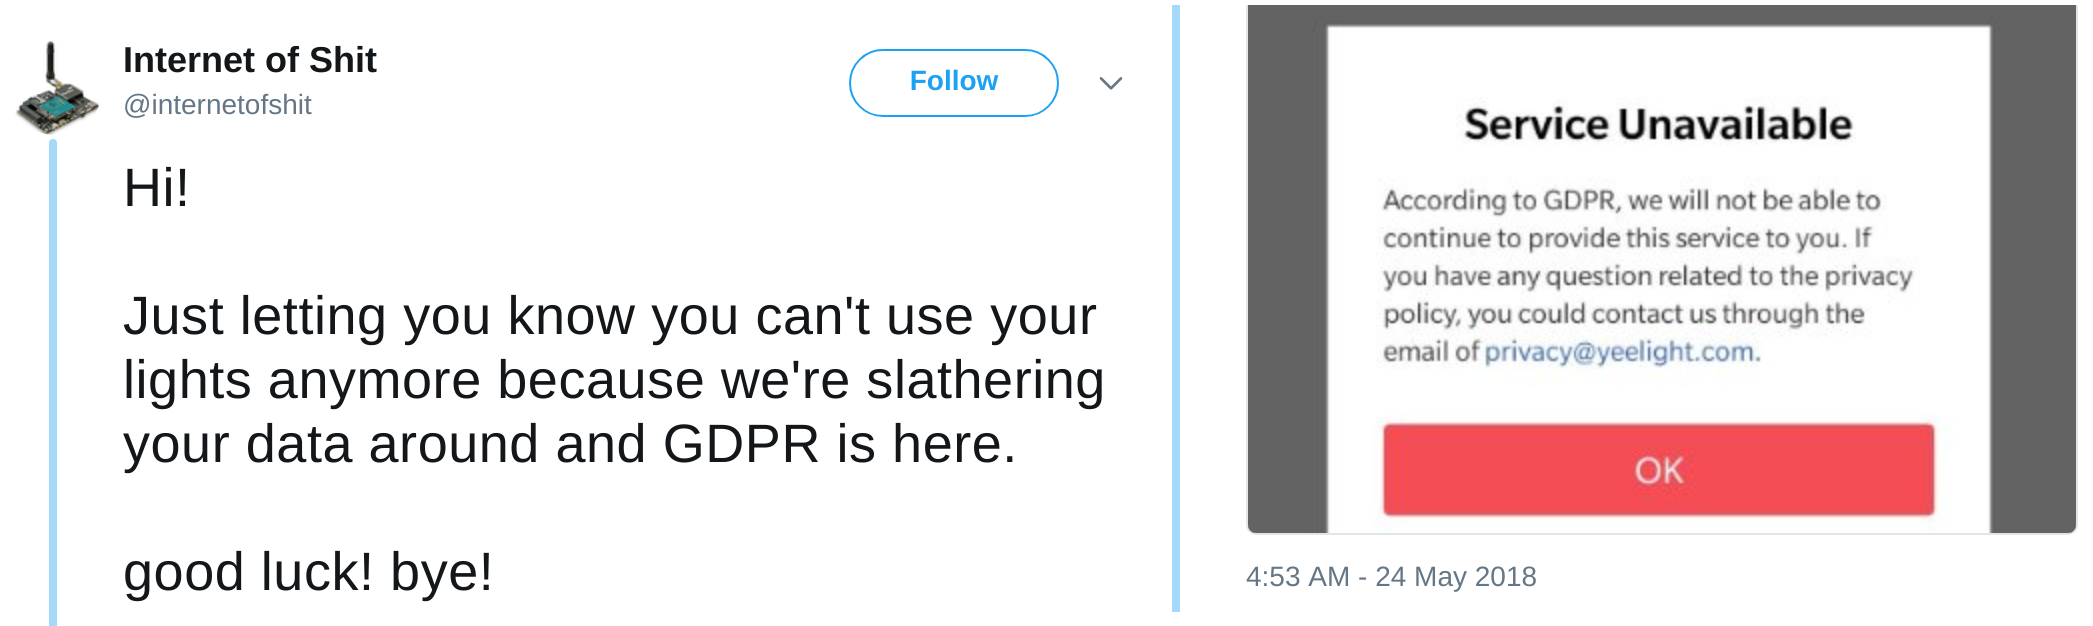 Internet of Shit
@internetofshit
Follow
Hi!
Just letting you know you can't use your
lights anymore because we're slathering
your data around and GDPR is here.
good luck! bye!
Service Unavailable
According to GDPR, we will not be able to
continue to provide this service to you. If
you have any question related to the privacy
policy, you could contact us through the
email of privacy@yeelight.com.
OK
4:53 AM - 24 May 2018